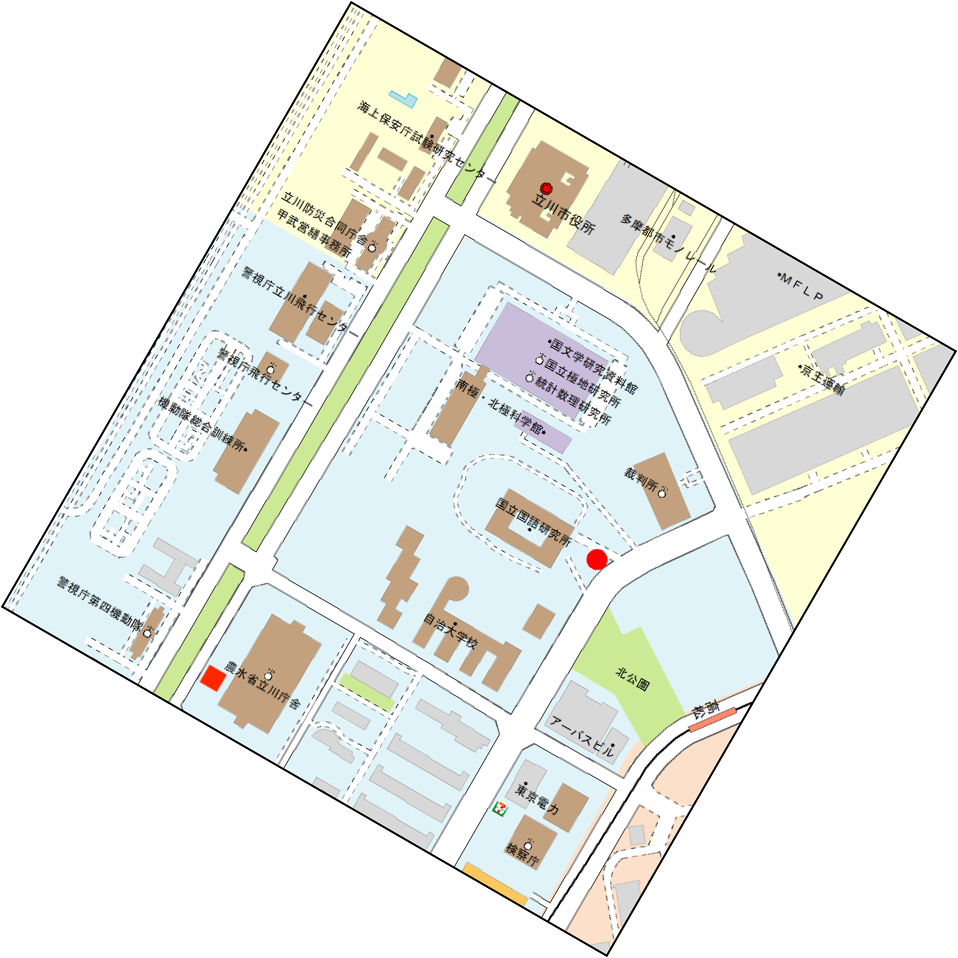 海上保安庁試験研究センター
立川市役所
多摩都市モノレール
立川防災合同庁舎
甲武営繕事務所
MFLP
警視庁立川飛行センター
国文学研究資料館
国立極地研究所
統計数理研究所
京王運輸
警視庁飛行センター
南極・北極科学館
機動隊総合訓練所
裁判所
国立国語研究所
警視庁第四機動隊
自治大学校
農水省立川庁舎
北公園
高松
アーバスビル
東京電力
検察庁